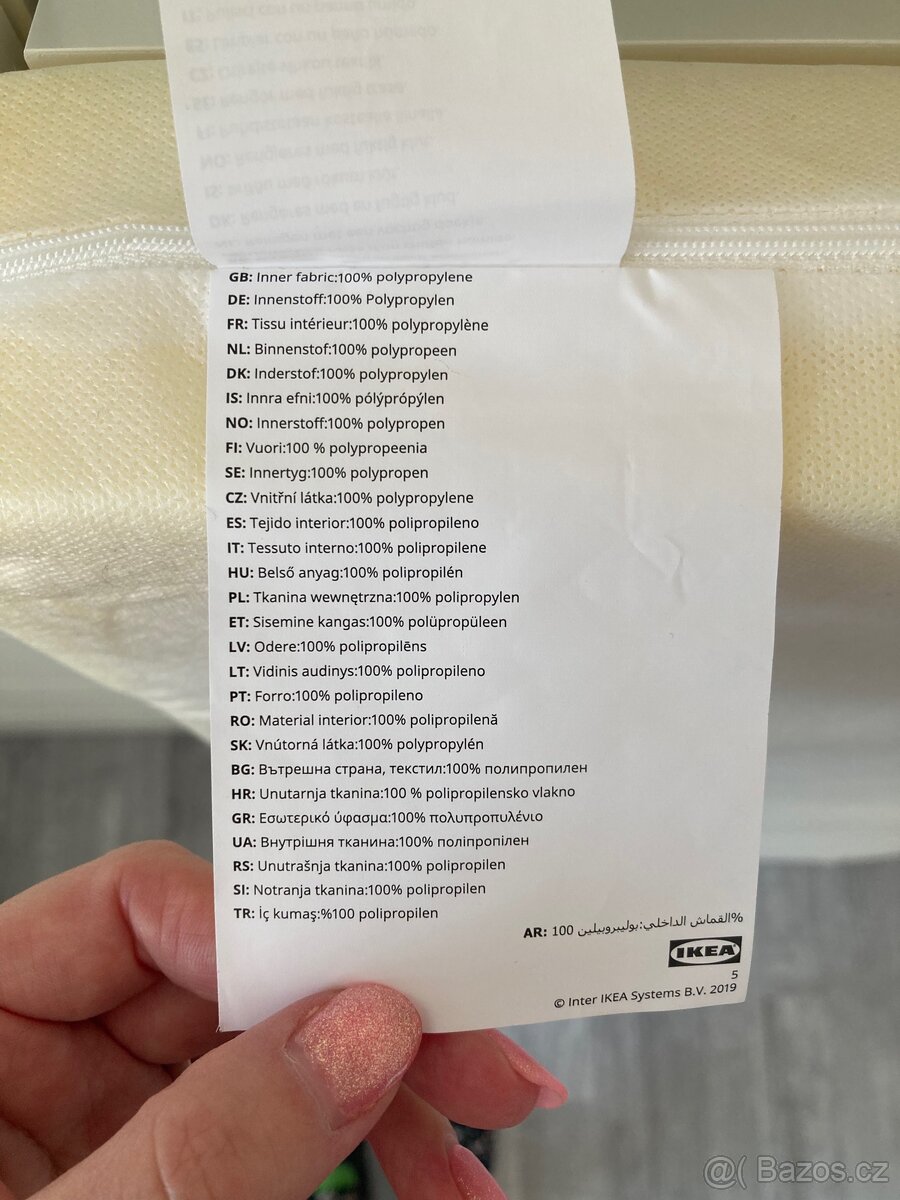 GB: Inner fabric:100% polypropylene
DE: Innenstoff:100% Polypropylen
FR: Tissu intérieur:100% polypropylène
NL: Binnenstof:100% polypropeen
DK: Inderstof:100% polypropylen
IS: Innra efni:100% pólýprópýlen
NO: Innerstoff:100% polypropen
FI: Vuori:100 % polypropeenia
SE: Innertyg:100% polypropen
CZ: Vnitřní látka:100% polypropylene
ES: Tejido interior:100% polipropileno
IT: Tessuto interno:100% polipropilene
HU: Belső anyag:100% polipropilén
PL: Tkanina wewnętrzna:100% polipropylen
ET: Sisemine kangas:100% polüpropüleen
LV: Odere:100% polipropilēns
LT: Vidinis audinys:100% polipropileno
PT: Forro:100% polipropileno
RO: Material interior:100% polipropilenă
SK: Vnútorná látka:100% polypropylén
BG: Вътрешна страна, текстил:100% полипропилен
HR: Unutarnja tkanina:100 % polipropilensko vlakno
GR: Εσωτερικό ύφασμα:100% πολυπροπυλένιο
UA: Внутрішня тканина:100% поліпропілен
RS: Unutrašnja tkanina:100% polipropilen
SI: Notranja tkanina:100% polipropilen
TR: İç kumaş:%100 polipropilen
AR: 100 القماش الداخلي:بوليبروبيلين%
IKEA
5
© Inter IKEA Systems B.V. 2019
@( Bazos.cz